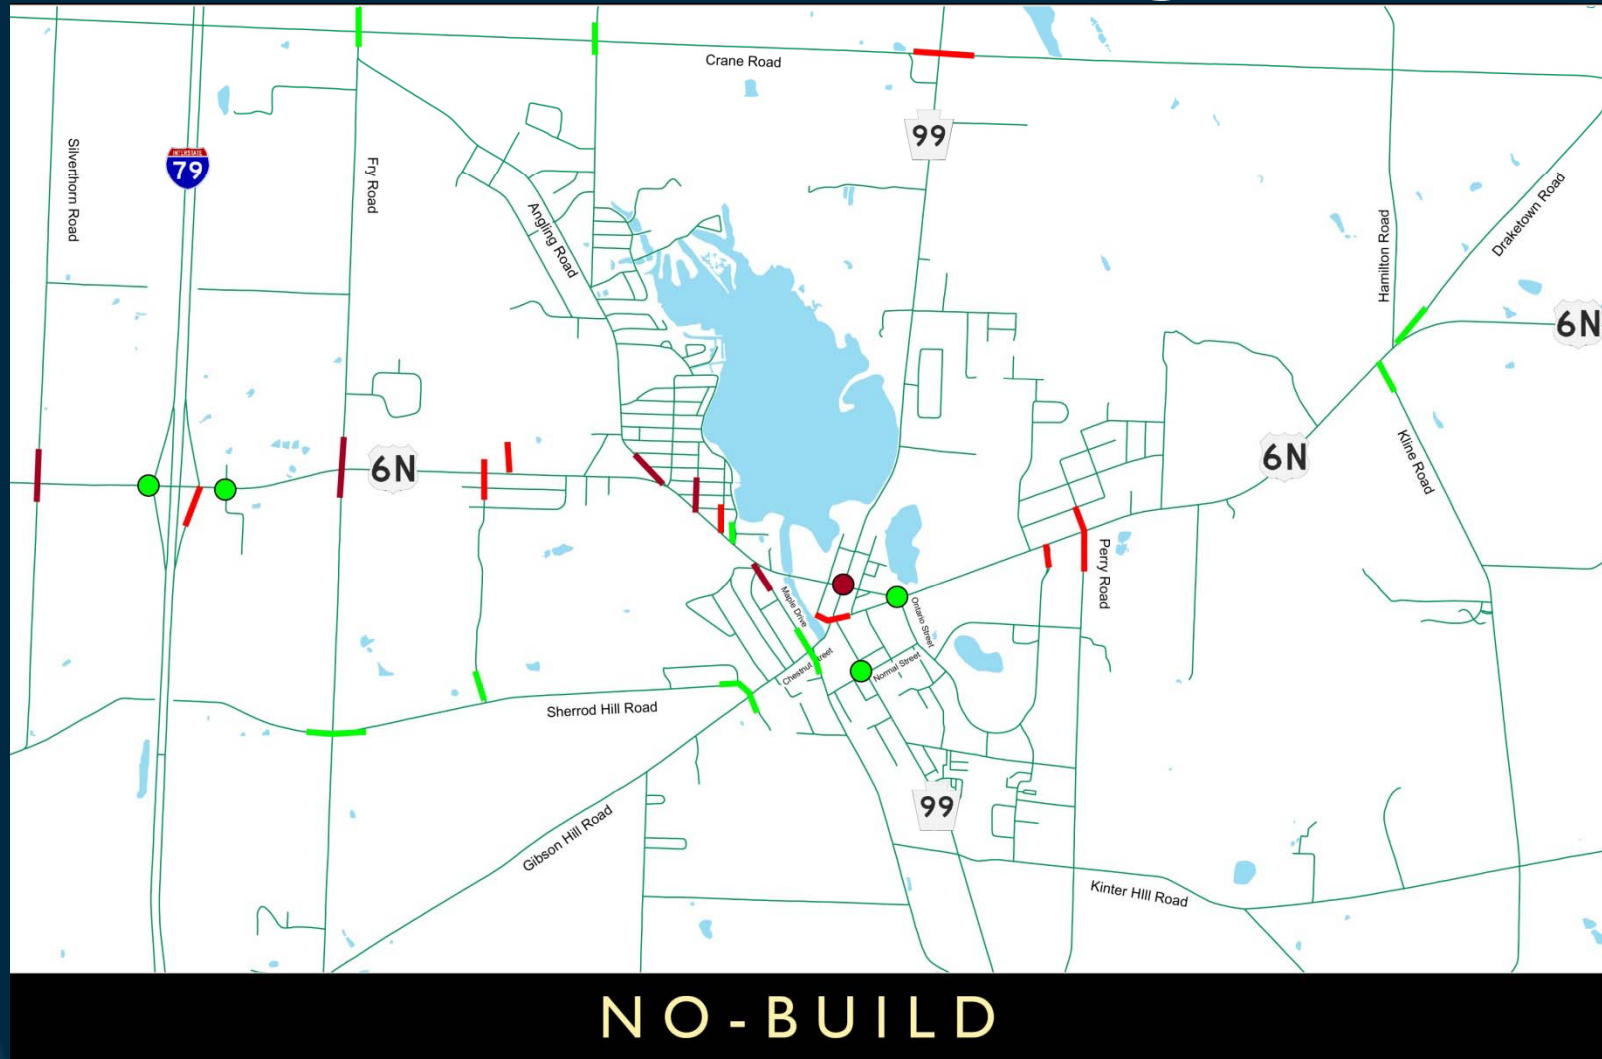 Crane Road
99
INTERSTATE
79
Silverthorn Road
Fry Road
Angling Road
Hamilton Road
Draketown Road
6N
6N
6N
Kline Road
Perry Road
Maple Drive
Ontario Street
Chestnut Street
Normal Street
Sherrod Hill Road
99
Gibson Hill Road
Kinter HIll Road
NO-BUILD